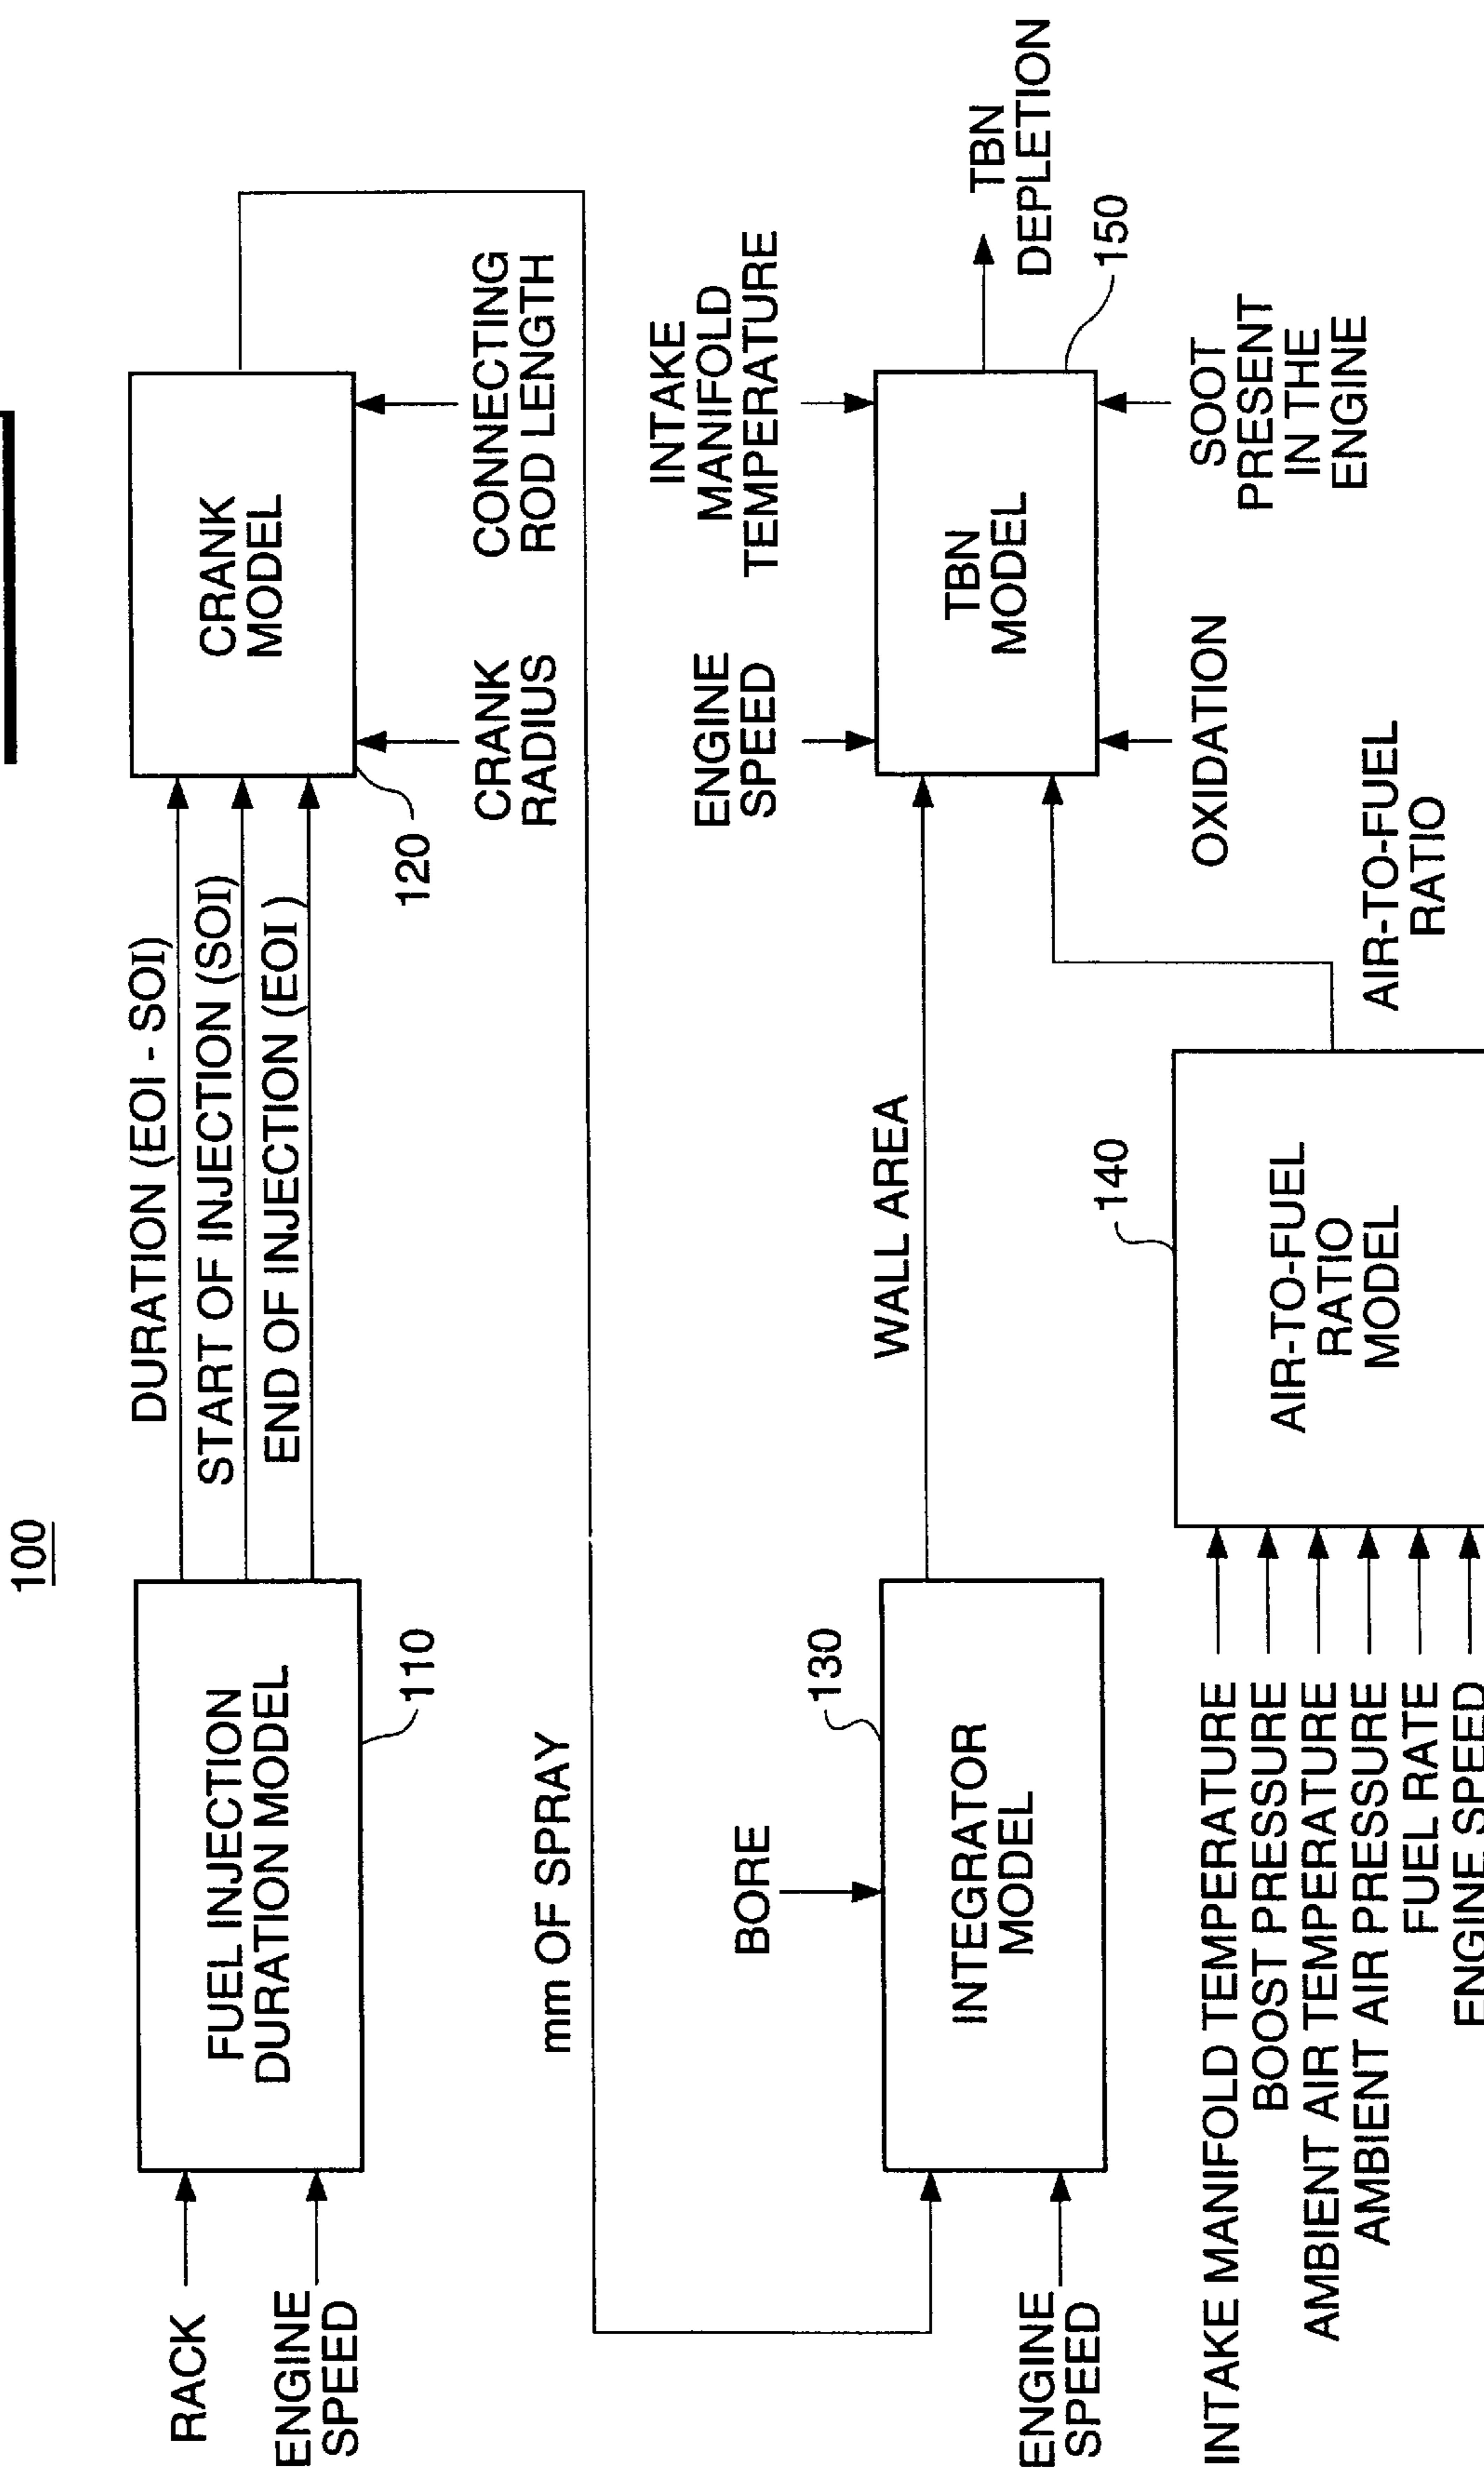 100
RACK
ENGINE
SPEED
FUEL INJECTION
DURATION MODEL
110
DURATION (EOI - SOI)
START OF INJECTION (SOI)
END OF INJECTION (EOI )
CRANK
MODEL
120
CRANK
RADIUS
CONNECTING
ROD LENGTH
mm OF SPRAY
BORE
130
ENGINE
SPEED
INTEGRATOR
MODEL
WALL AREA
ENGINE
SPEED
INTAKE
MANIFOLD
TEMPERATURE
TBN
MODEL
TBN
DEPLETION
150
OXIDATION
SOOT
PRESENT
IN THE
ENGINE
140
INTAKE MANIFOLD TEMPERATURE
BOOST PRESSURE
AMBIENT AIR TEMPERATURE
AMBIENT AIR PRESSURE
FUEL RATE
ENGINE SPEED
AIR-TO-FUEL
RATIO
MODEL
AIR-TO-FUEL
RATIO